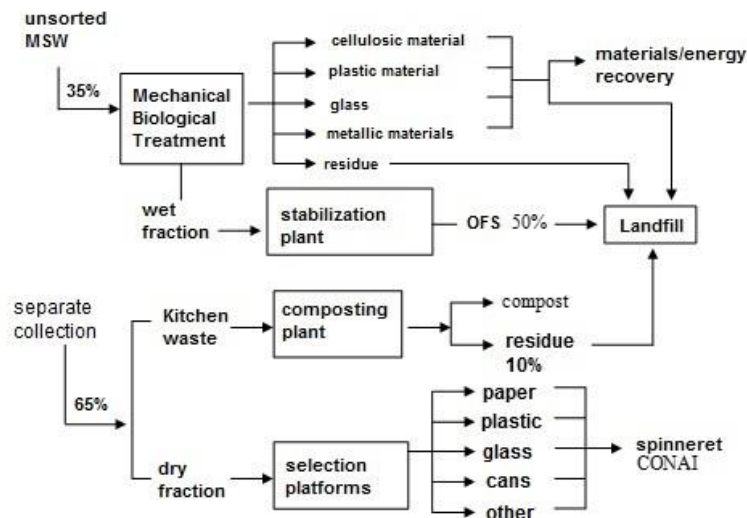 unsorted
MSW
35%
Mechanical
Biological
Treatment
cellulosic material
plastic material
glass
metallic materials
residue
materials/energy
recovery
wet
fraction
stabilization
plant
OFS 50%
Landfill
separate
collection
65%
Kitchen
waste
composting
plant
compost
residue
10%
dry
fraction
selection
platforms
paper
plastic
glass
cans
other
spinneret
CONAI